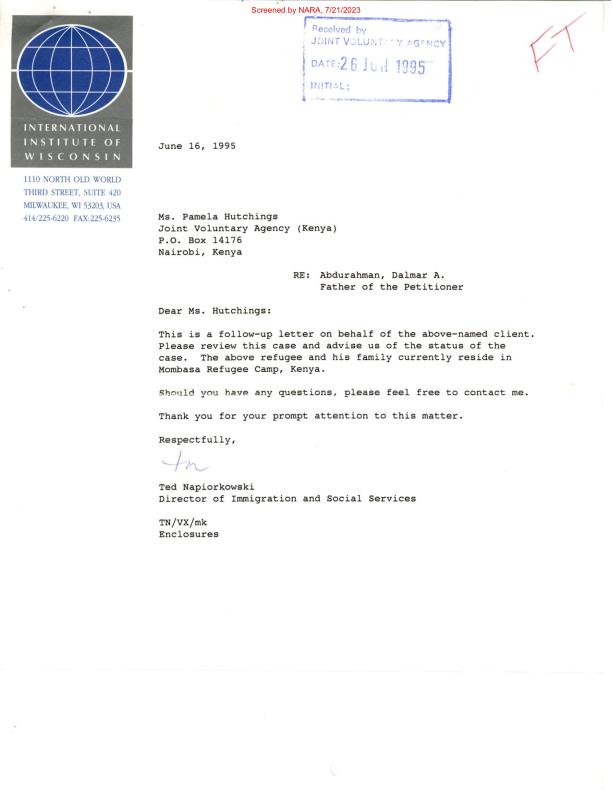 Screened by NARA, 7/21/2023
Received by
JOINT VOLUNTARY AGENCY
DATE: 26 JUN 1995
INITIAL:
FT
INTERNATIONAL
INSTITUTE OF
WISCONSIN
1110 NORTH OLD WORLD
THIRD STREET, SUITE 420
MILWAUKEE, WI 53203, USA
414/225-6220 FAX:225-6235
June 16, 1995
Ms. Pamela Hutchings
Joint Voluntary Agency (Kenya)
P.O. Box 14176
Nairobi, Kenya
RE: Abdurahman, Dalmar A.
Father of the Petitioner
Dear Ms. Hutchings:
This is a follow-up letter on behalf of the above-named client.
Please review this case and advise us of the status of the
case. The above refugee and his family currently reside in
Mombasa Refugee Camp, Kenya.
Should you have any questions, please feel free to contact me.
Thank you for your prompt attention to this matter.
Respectfully,
tn
Ted Napiorkowski
Director of Immigration and Social Services
TN/VX/mk
Enclosures